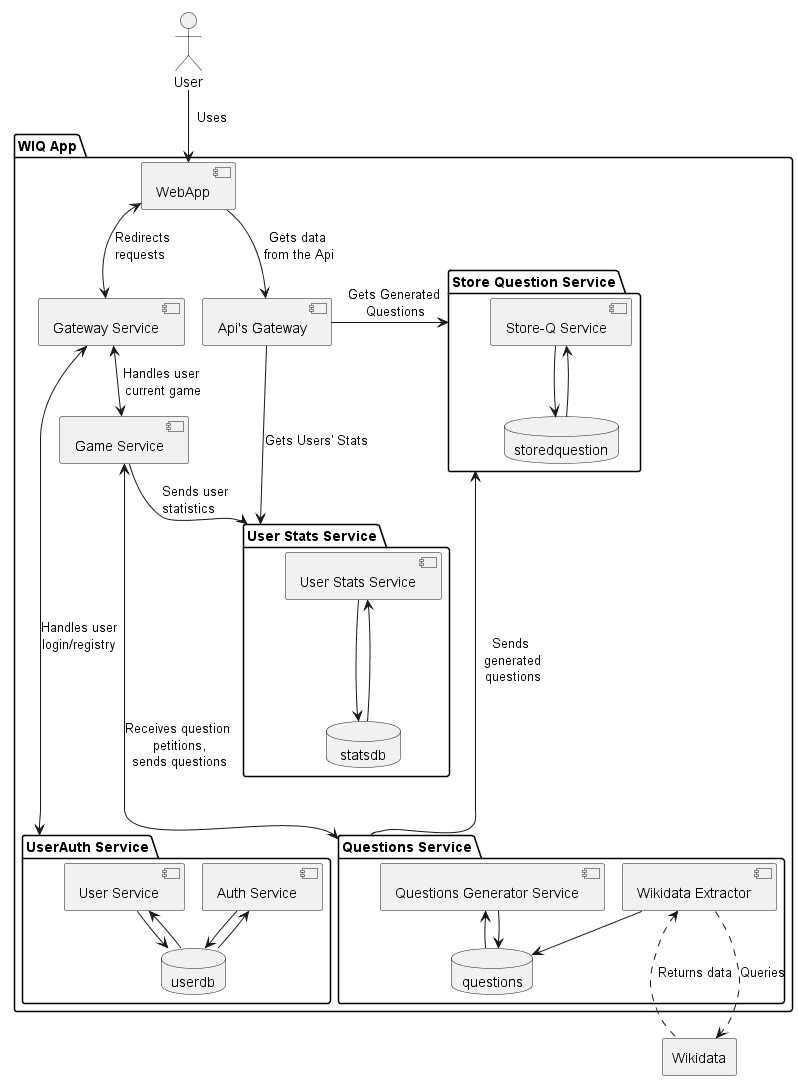 User
Uses
WIQ App
WebApp
Redirects
requests
Gets data
from the Api
Store Question Service
Gets Generated
Questions
Store-Q Service
Gateway Service
Api's Gateway
Handles user
current game
Game Service
Gets Users' Stats
storedquestion
Sends user
statistics
User Stats Service
User Stats Service
Handles user
login/registry
Sends
generated
questions
Receives question
petitions,
sends questions
statsdb
UserAuth Service
Questions Service
User Service
Auth Service
Questions Generator Service
Wikidata Extractor
userdb
questions
Returns data
Queries
Wikidata